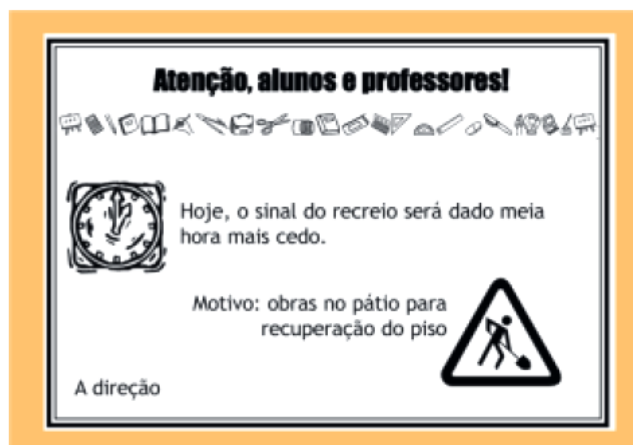 Atenção, alunos e professores!
Hoje, o sinal do recreio será dado meia
hora mais cedo.
Motivo: obras no pátio para
recuperação do piso
A direção